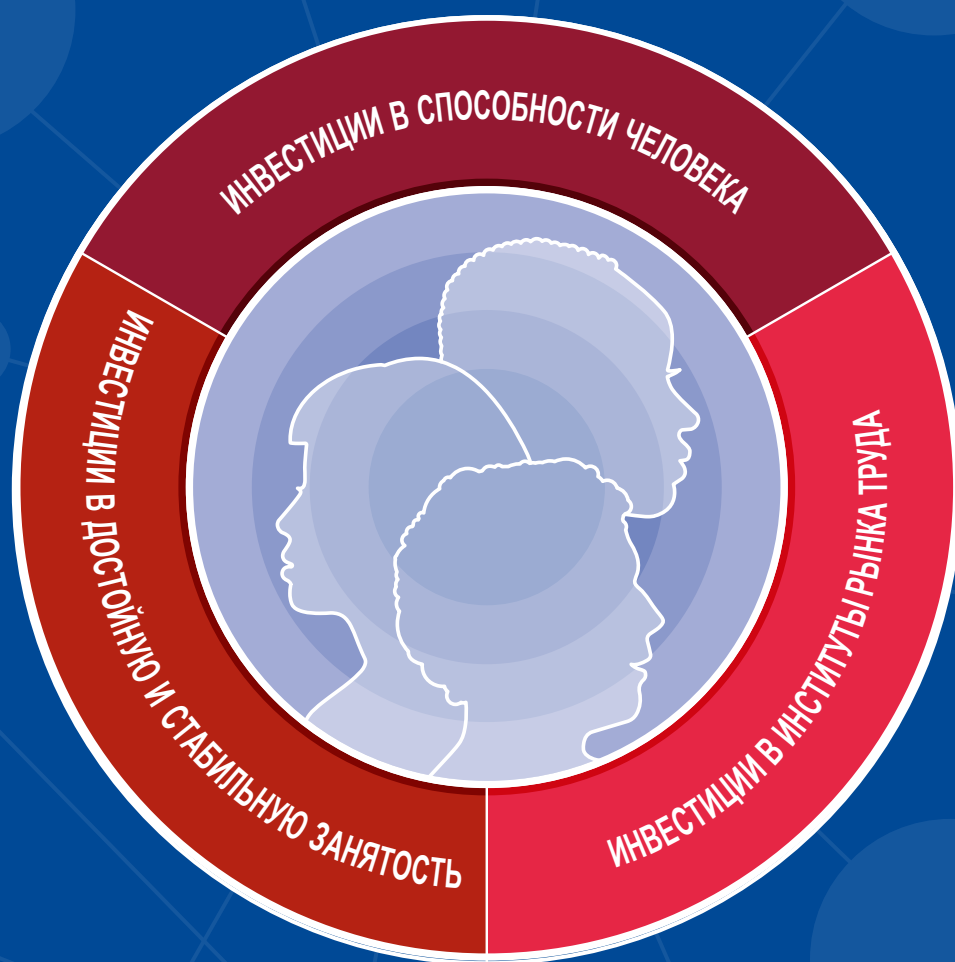 ИНВЕСТИЦИИ В СПОСОБНОСТИ ЧЕЛОВЕКА
ИНВЕСТИЦИИ В ИНСТИТУТЫ РЫНКА ТРУДА
ИНВЕСТИЦИИ В ДОСТОЙНУЮ И СТАБИЛЬНУЮ ЗАНЯТОСТЬ